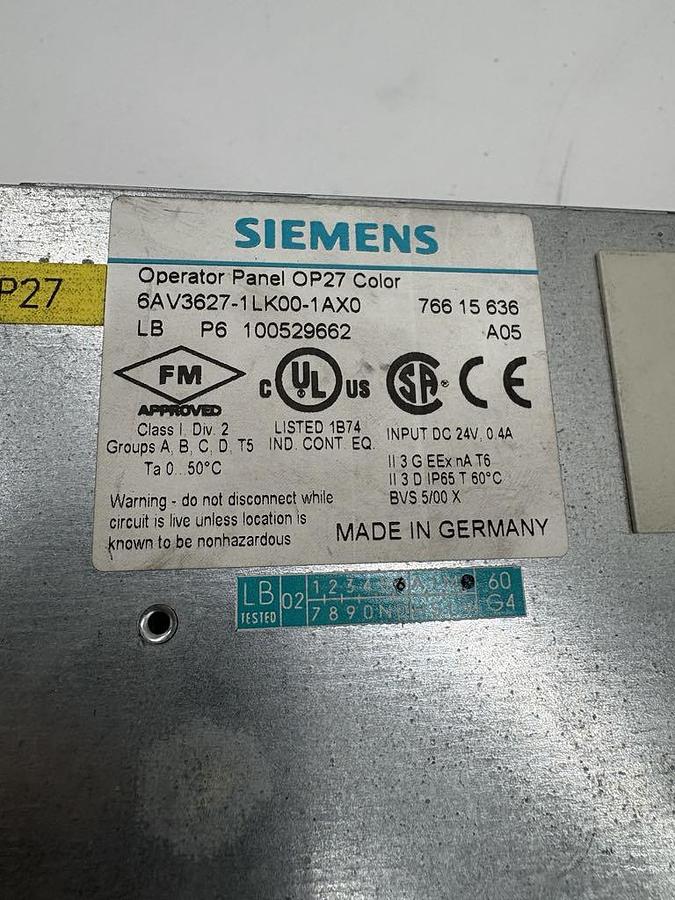 SIEMENS
Operator Panel OP27 Color
P27
6AV3627-1LK00-1AX0 766 15 636
LB P6 100529662 A05
FM
APPROVED
C UL US
SA
CE
Class I, Div. 2
Groups A, B, C, D, T5
Ta 0...50°C
LISTED 1B74
IND. CONT. EQ.
INPUT DC 24V, 0.4A
II 3 G EEx nA T6
II 3 D IP65 T 60°C
BVS 5/00 X
Warning - do not disconnect while
circuit is live unless location is
known to be nonhazardous
MADE IN GERMANY
LB
TESTED
02
1 2 3 4 6 A
7 8 9 0 N
60
G4